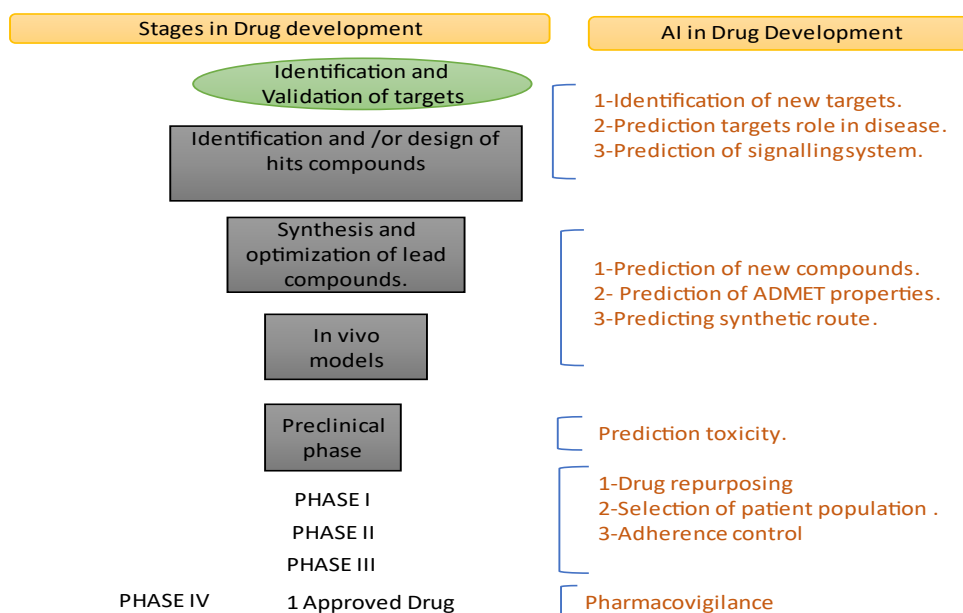 Stages in Drug development
AI in Drug Development
Identification and
Validation of targets
Identification and /or design of
hits compounds
1-Identification of new targets.
2-Prediction targets role in disease.
3-Prediction of signallingsystem.
Synthesis and
optimization of lead
compounds.
1-Prediction of new compounds.
2- Prediction of ADMET properties.
3-Predicting synthetic route.
In vivo
models
Preclinical
phase
Prediction toxicity.
PHASE I
PHASE II
PHASE III
1-Drug repurposing
2-Selection of patient population .
3-Adherence control
PHASE IV
1 Approved Drug
Pharmacovigilance